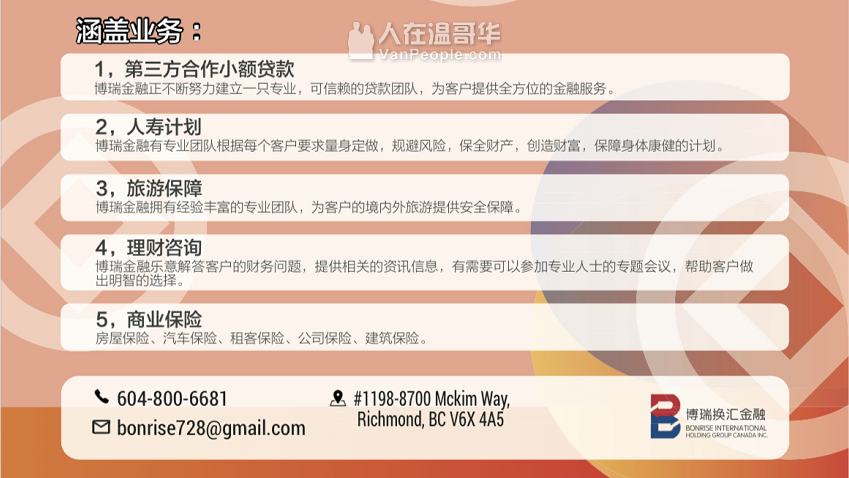 涵盖业务：
人在温哥华
VanPeople.com
1，第三方合作小额贷款
博瑞金融正不断努力建立一只专业，可信赖的贷款团队，为客户提供全方位的金融服务。
2，人寿计划
博瑞金融有专业团队根据每个客户要求量身定做，规避风险，保全财产，创造财富，保障身体康健的计划。
3，旅游保障
博瑞金融拥有经验丰富的专业团队，为客户的境内外旅游提供安全保障。
4，理财咨询
博瑞金融乐意解答客户的财务问题，提供相关的资讯信息，有需要可以参加专业人士的专题会议，帮助客户做
出明智的选择。
5，商业保险
房屋保险、汽车保险、租客保险、公司保险、建筑保险。
604-800-6681
bonrise728@gmail.com
#1198-8700 Mckim Way,
Richmond, BC V6X 4A5
博瑞换汇金融
BONRISE INTERNATIONAL
HOLDING GROUP CANADA INC.